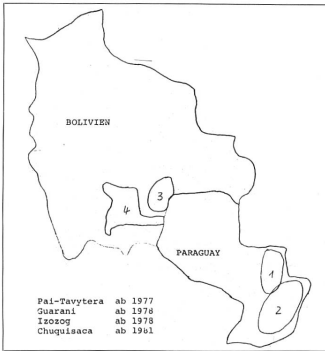 BOLIVIEN
3
4
PARAGUAY
1
2
Pai-Tavytera ab 1977
Guarani ab 1978
Izozog ab 1978
Chuquisaca ab 1981